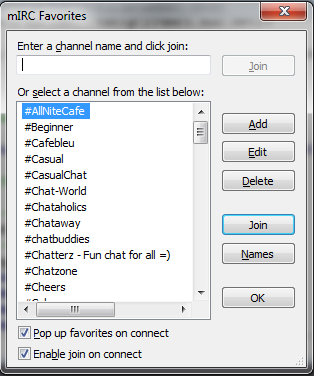 mIRC Favorites
Enter a channel name and click join:
Join
Or select a channel from the list below:
#AllNiteCafe
#Beginner
#Cafebleu
#Casual
#CasualChat
#Chat-World
#Chataholics
#Chataway
#chatbuddies
#Chatterz - Fun chat for all =)
#Chatzone
#Cheers
Add
Edit
Delete
Join
Names
OK
Pop up favorites on connect
Enable join on connect